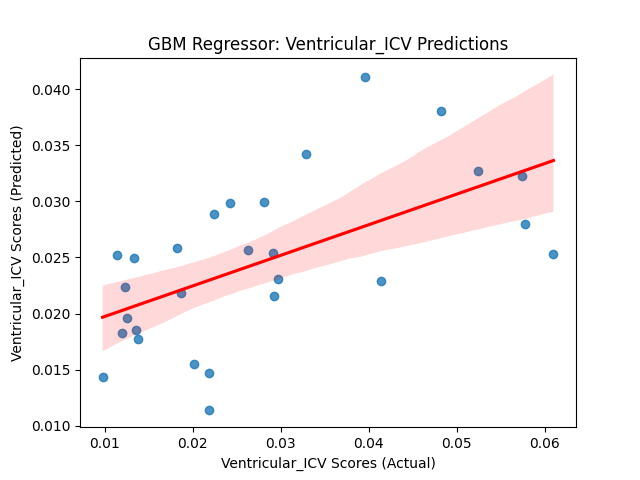 GBM Regressor: Ventricular_ICV Predictions
Ventricular_ICV Scores (Predicted)
0.040
0.035
0.030
0.025
0.020
0.015
0.010
0.01 0.02 0.03 0.04 0.05 0.06
Ventricular_ICV Scores (Actual)